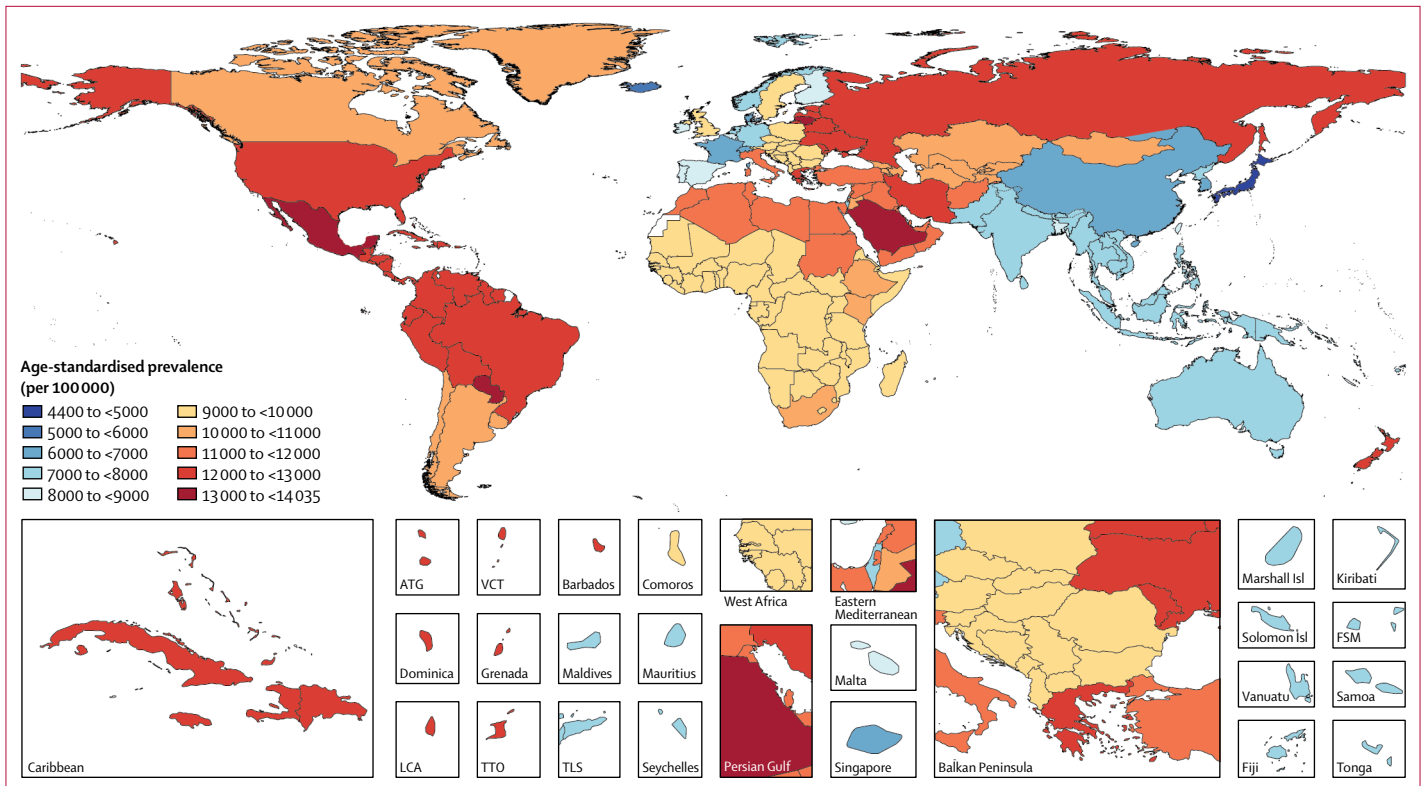 Age-standardised prevalence
(per 100 000)
4400 to <5000
5000 to <6000
6000 to <7000
7000 to <8000
8000 to <9000
9000 to <10 000
10 000 to <11 000
11 000 to <12 000
12 000 to <13 000
13 000 to <14 035
Caribbean
ATG
VCT
Barbados
Comoros
Dominica
Grenada
Maldives
Mauritius
LCA
TTO
TLS
Seychelles
West Africa
Eastern
Mediterranean
Persian Gulf
Malta
Singapore
Balkan Peninsula
Marshall Isl
Kiribati
Solomon Isl
FSM
Vanuatu
Samoa
Fiji
Tonga